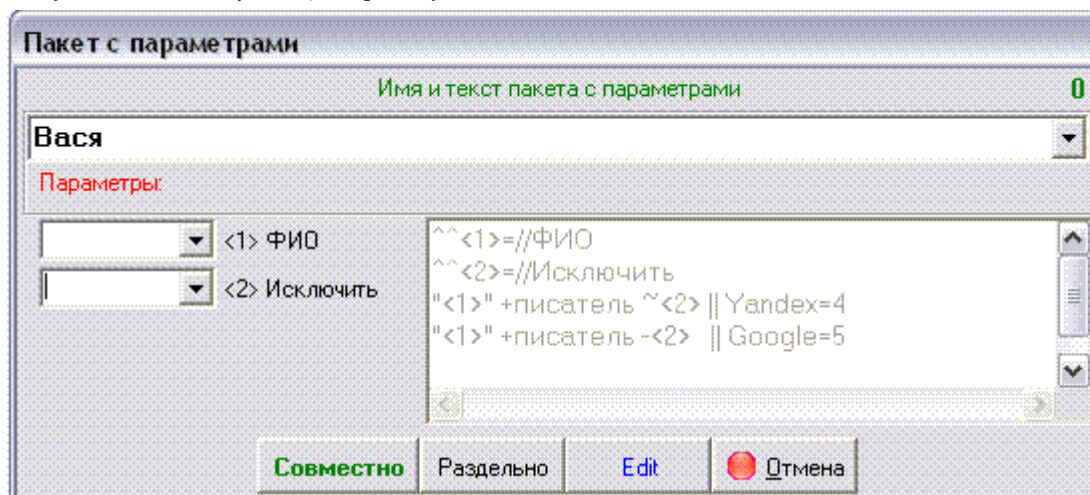 Пакет с параметрами
Имя и текст пакета с параметрами 0
Вася
Параметры:
<1> ФИО
<2> Исключить
^^<1>=//ФИО
^^<2>=//Исключить
"<1>" +писатель ~<2> || Yandex=4
"<1>" +писатель -<2> || Google=5
Совместно Раздельно Edit Отмена